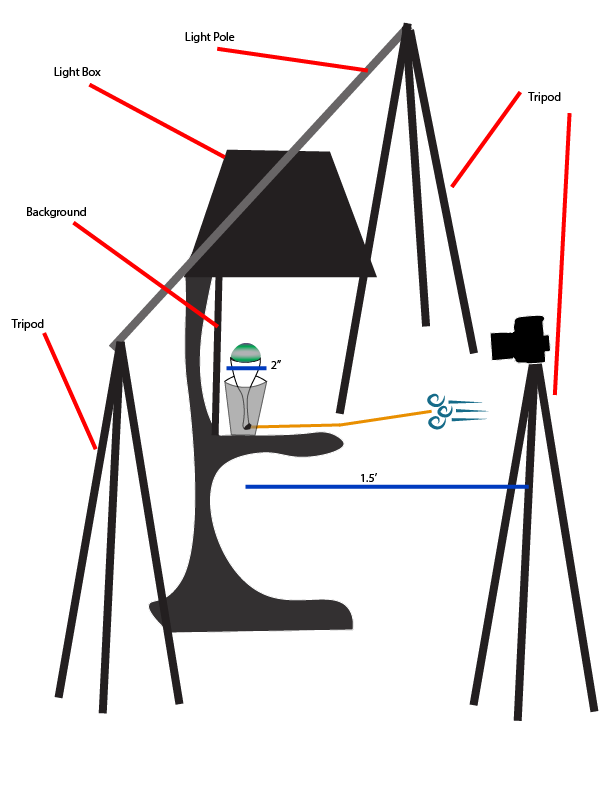 Light Pole
Light Box
Tripod
Background
Tripod
2”
1.5’